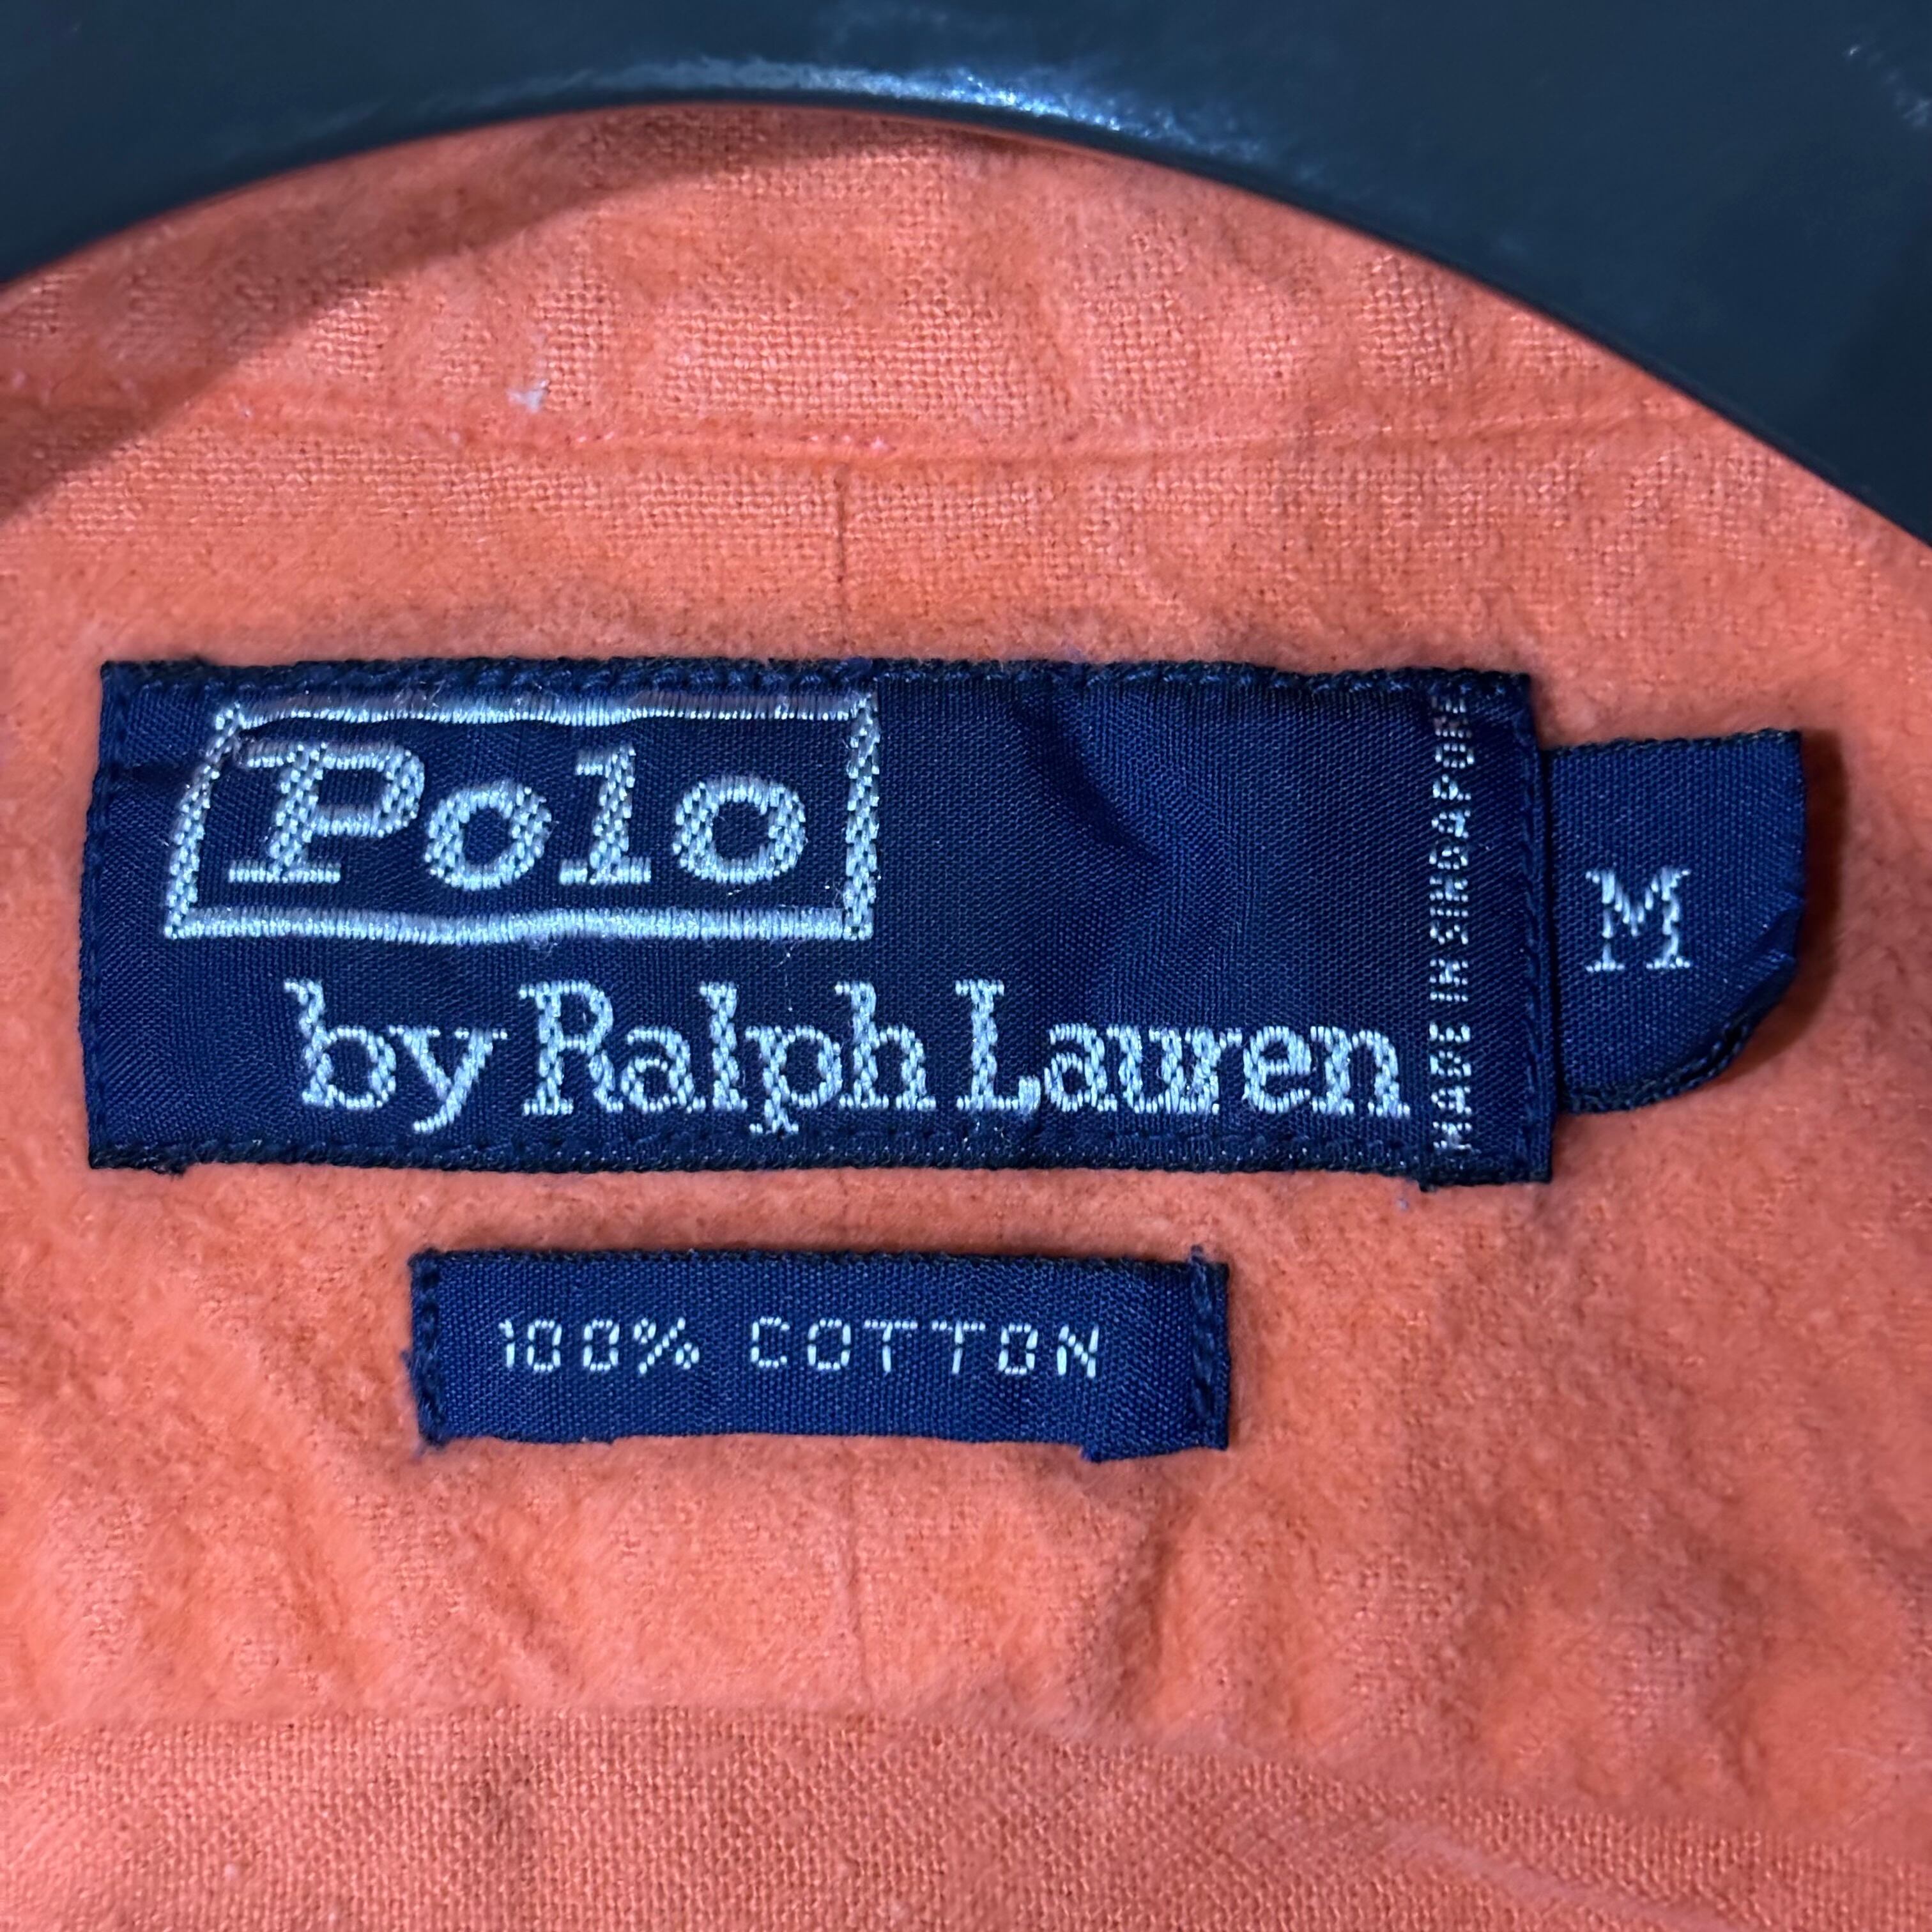 Polo
by Ralph Lauren
MADE IN SINGAPORE
M
100% COTTON